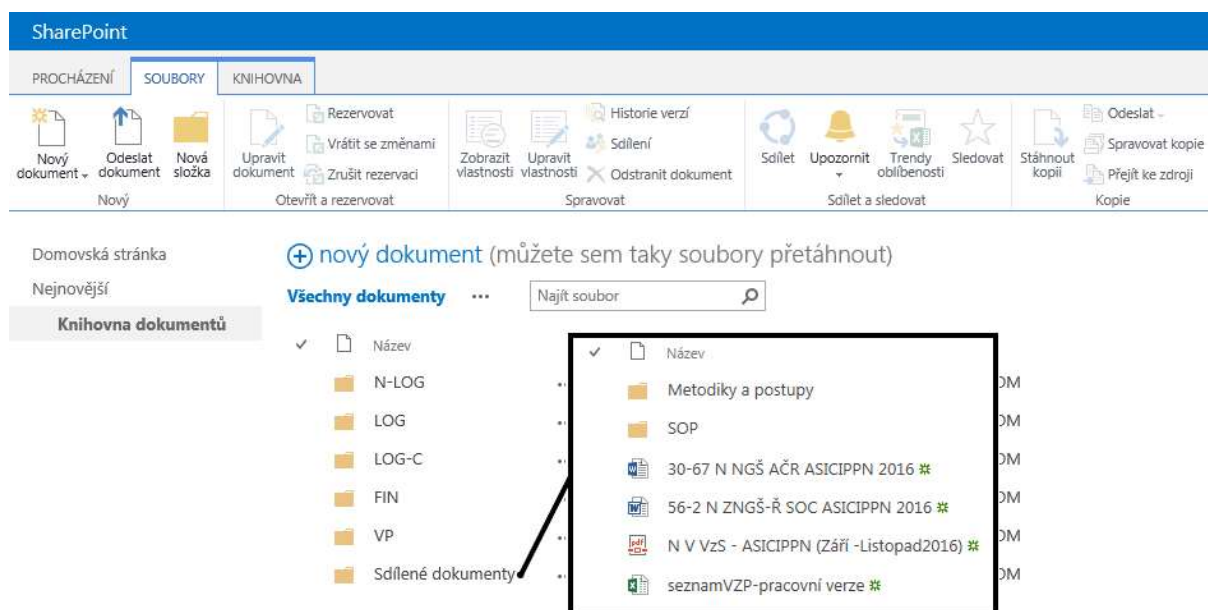 SharePoint
PROCHÁZENÍ SOUBORY KNIHOVNA
Nový dokument
Odeslat dokument
Nová složka
Nový
Upravit dokument
Rezervovat
Vrátit se změnami
Zrušit rezervaci
Otevřít a rezervovat
Zobrazit vlastnosti
Upravit vlastnosti
Historie verzí
Sdílení
Odstranit dokument
Spravovat
Sdílet
Upozornit
Trendy oblíbenosti
Sledovat
Sdílet a sledovat
Stáhnout kopii
Odeslat
Spravovat kopie
Přejít ke zdroji
Kopie
Domovská stránka
Nejnovější
Knihovna dokumentů
nový dokument (můžete sem taky soubory přetáhnout)
Všechny dokumenty ... Najít soubor
Název
N-LOG
LOG
LOG-C
FIN
VP
Sdílené dokumenty
Název
Metodiky a postupy
SOP
30-67 N NGŠ AČR ASICIPPN 2016
56-2 N ZNGŠ-Ř SOC ASICIPPN 2016
N V VzS - ASICIPPN (Září -Listopad2016)
seznamVZP-pracovní verze